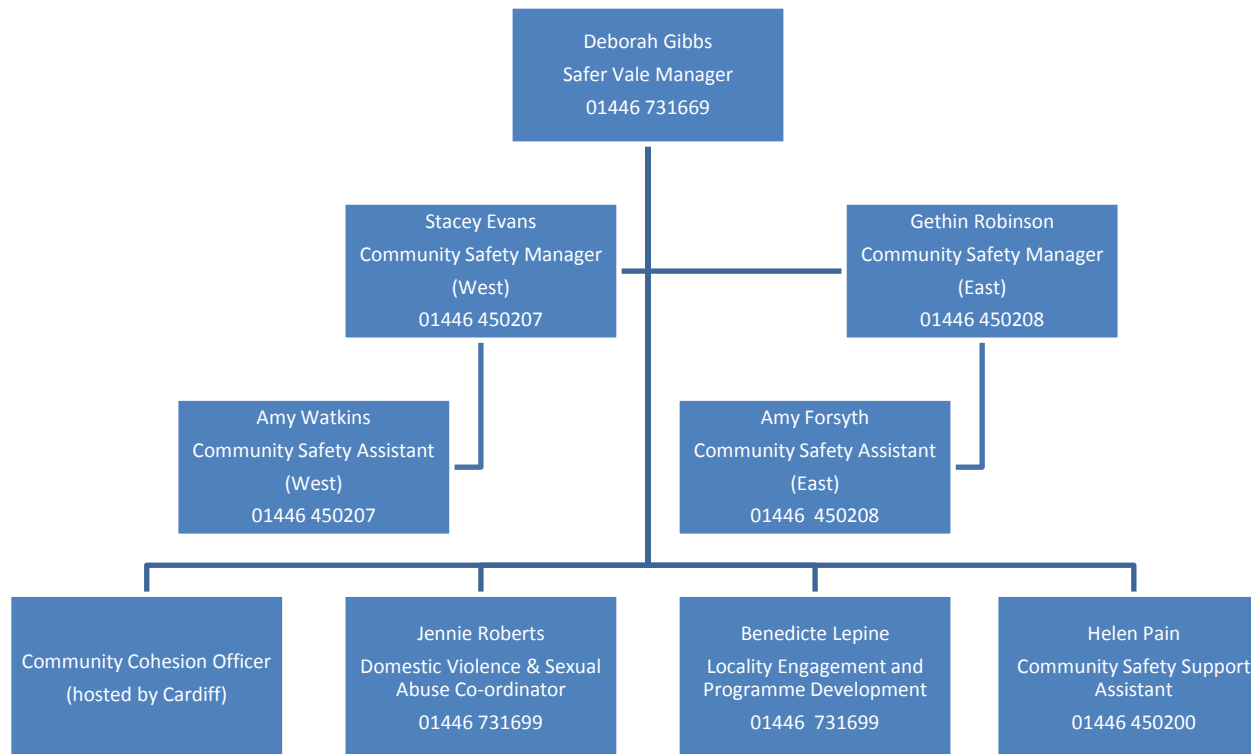 Deborah Gibbs
Safer Vale Manager
01446 731669
Stacey Evans
Community Safety Manager
(West)
01446 450207
Gethin Robinson
Community Safety Manager
(East)
01446 450208
Amy Watkins
Community Safety Assistant
(West)
01446 450207
Amy Forsyth
Community Safety Assistant
(East)
01446  450208
Community Cohesion Officer
(hosted by Cardiff)
Jennie Roberts
Domestic Violence & Sexual
Abuse Co-ordinator
01446 731699
Benedicte Lepine
Locality Engagement and
Programme Development
01446  731699
Helen Pain
Community Safety Support
Assistant
01446 450200